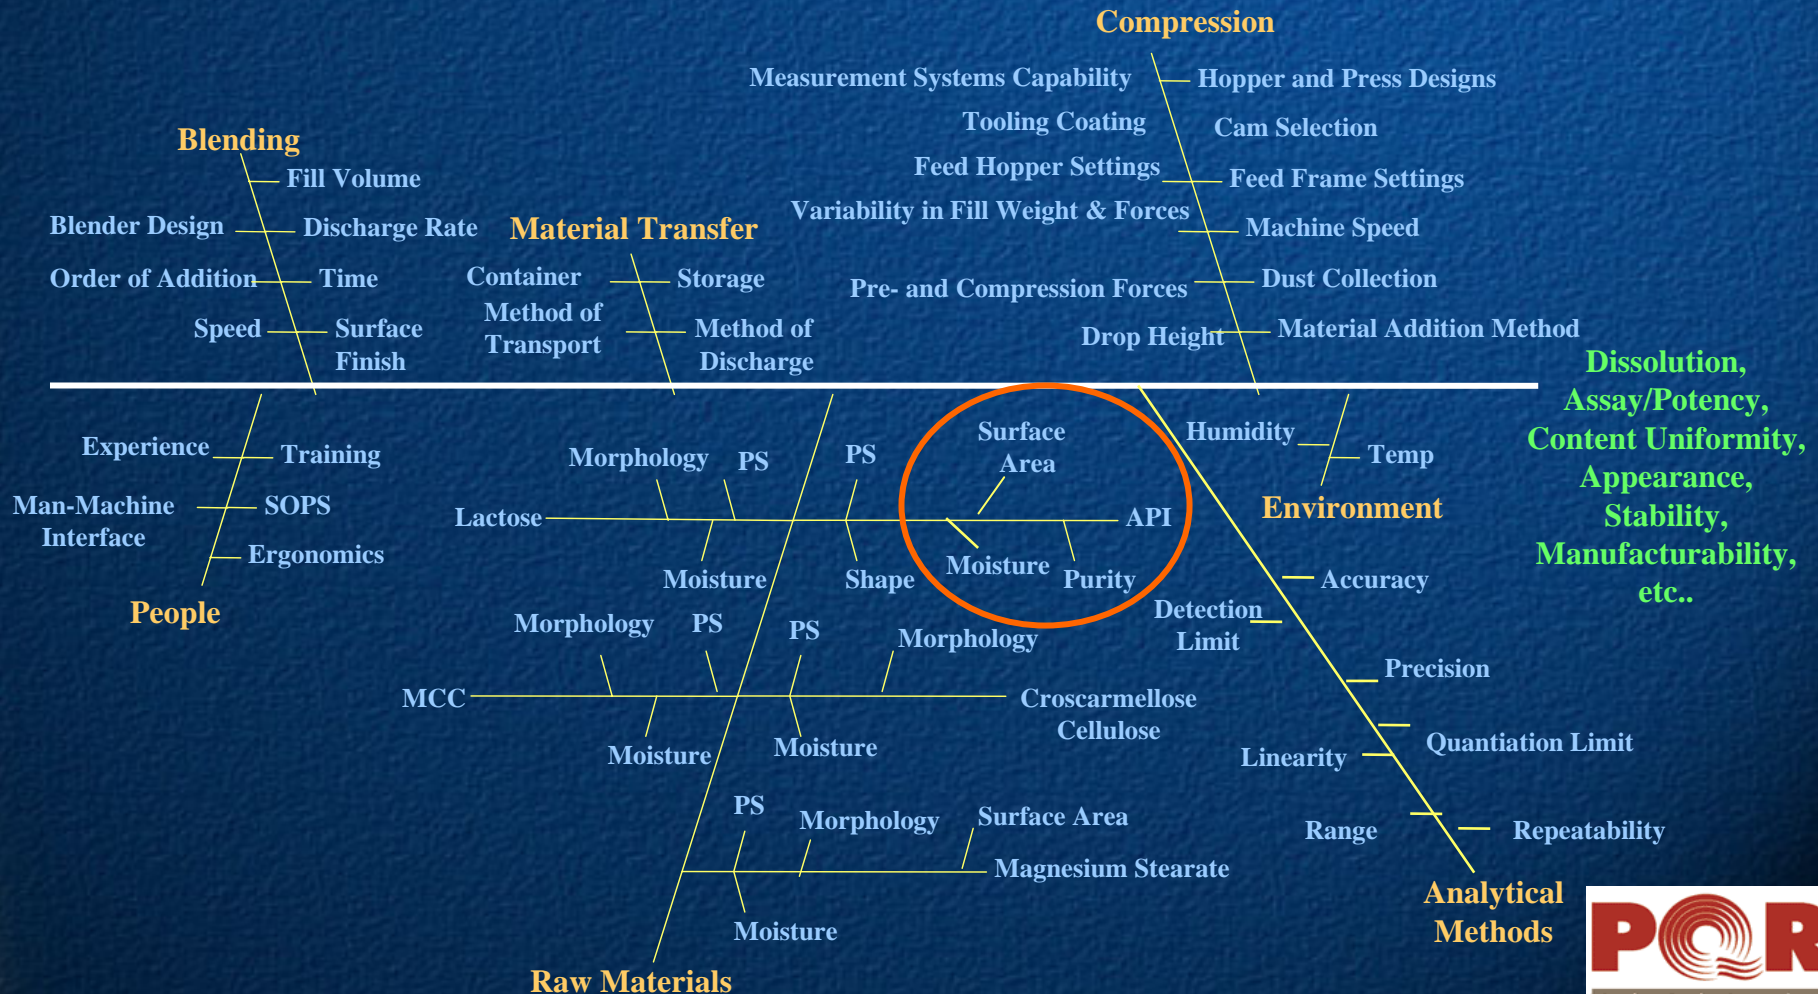 Compression
Measurement Systems Capability
Hopper and Press Designs
Tooling Coating
Cam Selection
Feed Hopper Settings
Feed Frame Settings
Variability in Fill Weight & Forces
Machine Speed
Pre- and Compression Forces
Dust Collection
Drop Height
Material Addition Method
Blending
Fill Volume
Blender Design
Discharge Rate
Order of Addition
Time
Speed
Surface
Finish
Material Transfer
Container
Storage
Method of
Transport
Method of
Discharge
Dissolution,
Assay/Potency,
Content Uniformity,
Appearance,
Stability,
Manufacturability,
etc..
Experience
Training
Man-Machine
Interface
SOPS
Ergonomics
People
Morphology
PS
PS
Surface
Area
Lactose
API
Moisture
Shape
Moisture
Purity
Morphology
PS
PS
Morphology
MCC
Croscarmellose
Cellulose
Moisture
Moisture
PS
Morphology
Surface Area
Magnesium Stearate
Moisture
Raw Materials
Humidity
Temp
Environment
Accuracy
Detection
Limit
Precision
Quantiation Limit
Linearity
Range
Repeatability
Analytical
Methods
PQR